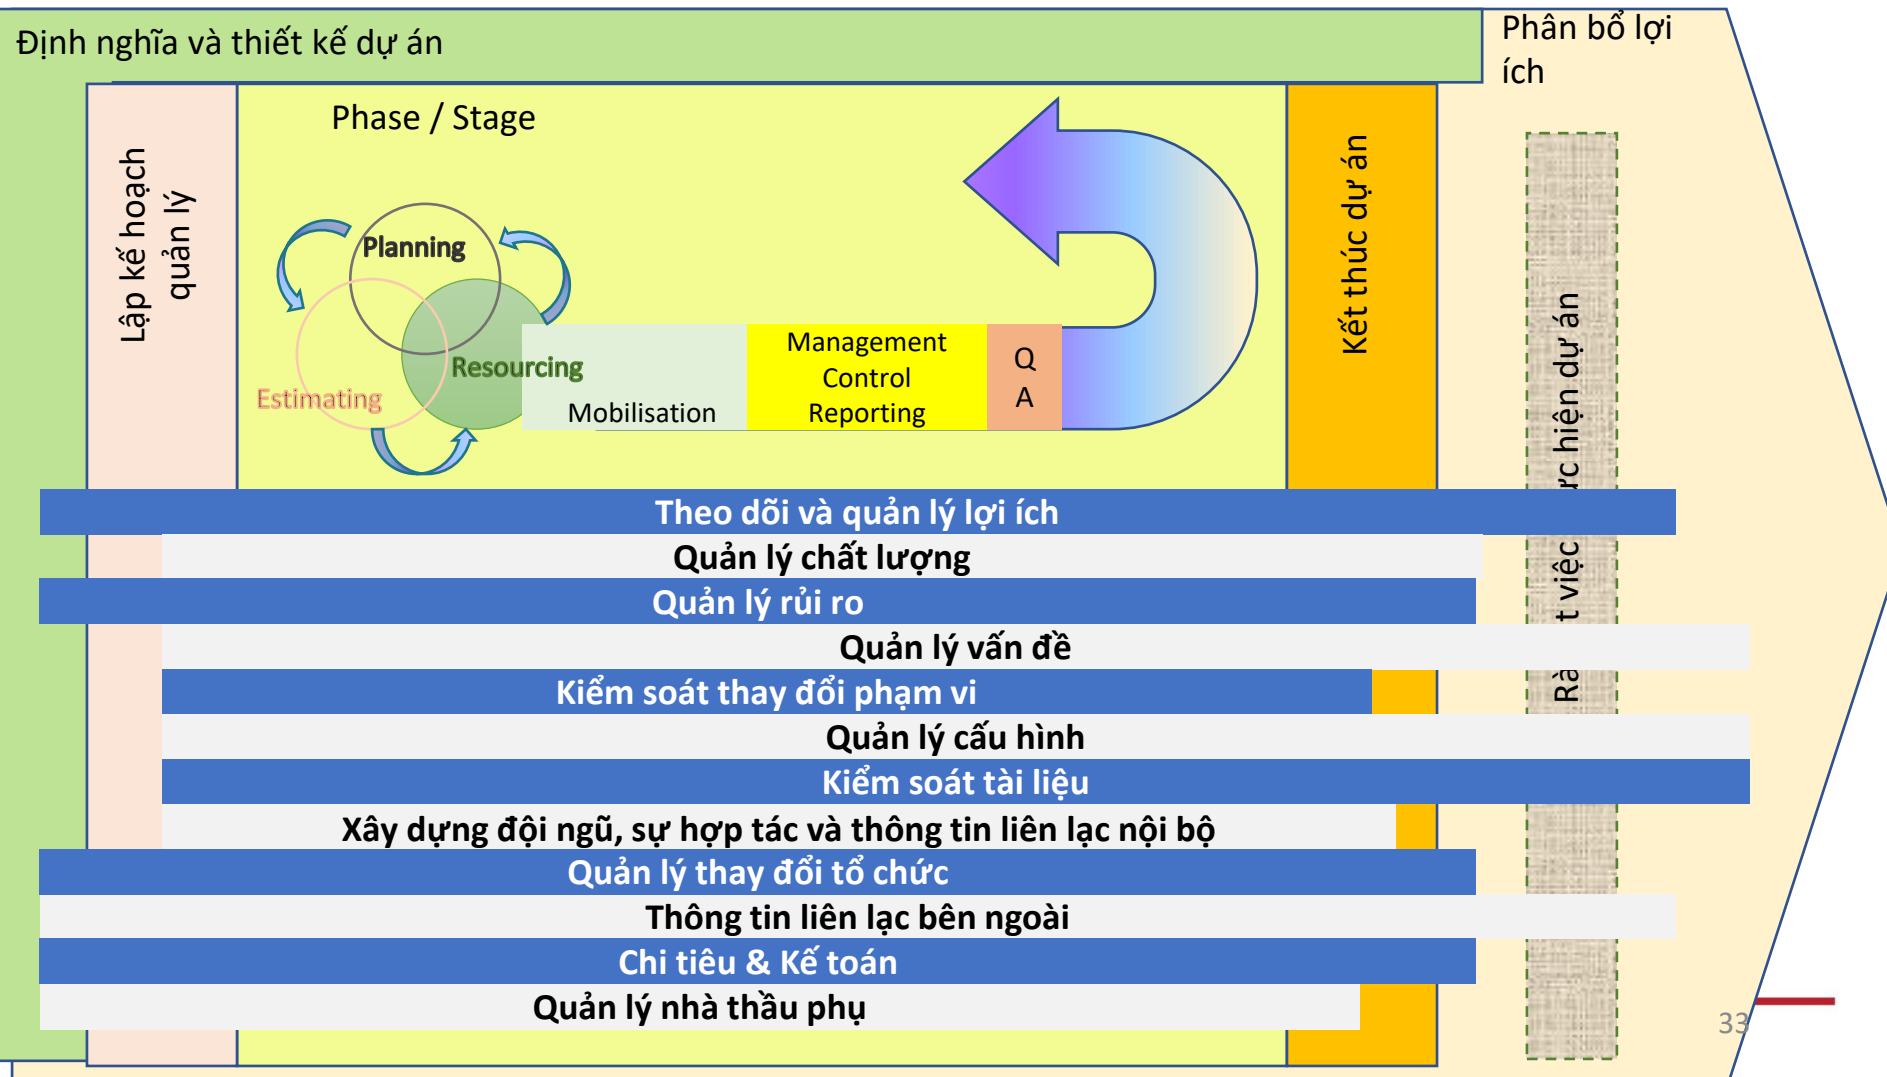 Định nghĩa và thiết kế dự án
Phân bổ lợi
ích
Phase / Stage
Lập kế hoạch
quản lý
Planning
Resourcing
Estimating
Mobilisation
Management
Control
Reporting
Q
A
Kết thúc dự án
việc
hiện dự án
Theo dõi và quản lý lợi ích
Quản lý chất lượng
Quản lý rủi ro
Quản lý vấn đề
Kiểm soát thay đổi phạm vi
Quản lý cấu hình
Kiểm soát tài liệu
Xây dựng đội ngũ, sự hợp tác và thông tin liên lạc nội bộ
Quản lý thay đổi tổ chức
Thông tin liên lạc bên ngoài
Chi tiêu & Kế toán
Quản lý nhà thầu phụ
33